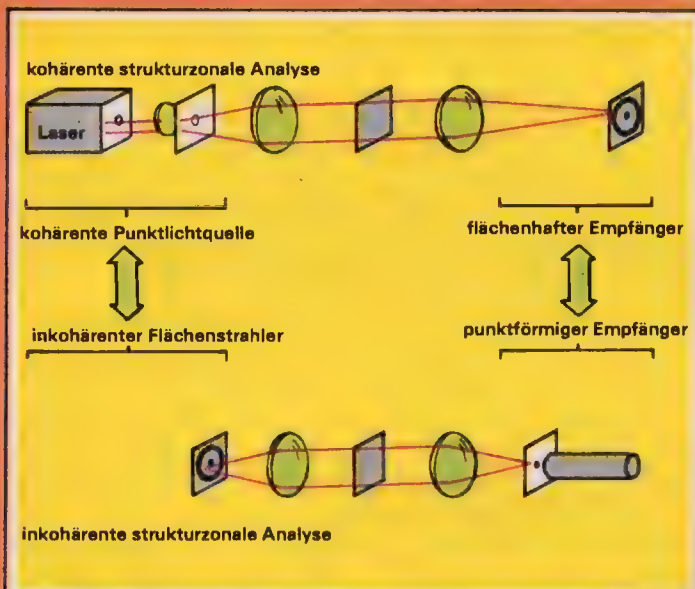 kohärente strukturzonale Analyse
Laser
kohärente Punktlichtquelle
flächenhafter Empfänger
inkohärenter Flächenstrahler
punktförmiger Empfänger
inkohärente strukturzonale Analyse